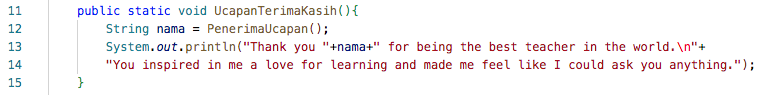 11 public static void UcapanTerimaKasih(){
12 String nama = PenerimaUcapan();
13 System.out.println("Thank you "+nama+" for being the best teacher in the world.\n"+
14 "You inspired in me a love for learning and made me feel like I could ask you anything.");
15 }